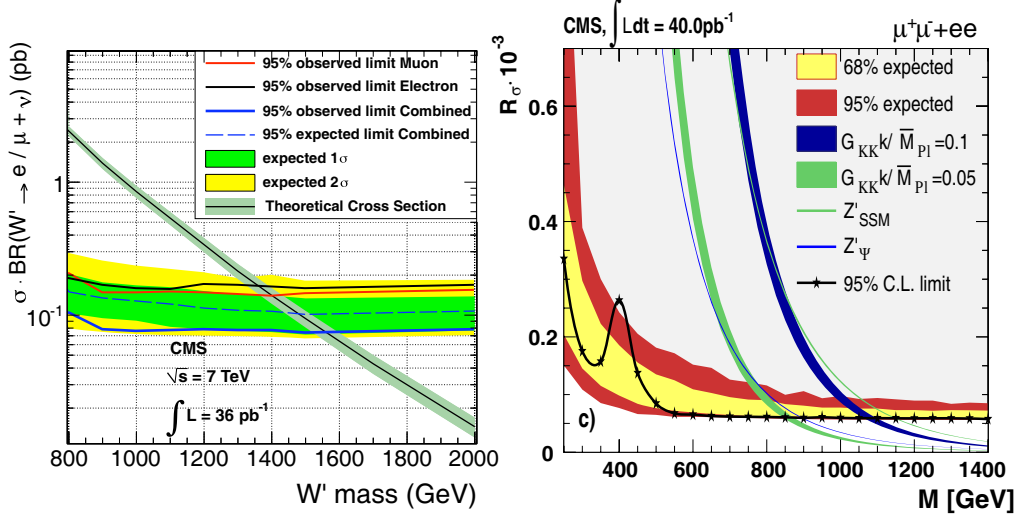 σ · BR(W' → e / μ + ν) (pb)
95% observed limit Muon
95% observed limit Electron
95% observed limit Combined
95% expected limit Combined
expected 1σ
expected 2σ
Theoretical Cross Section
1
10⁻¹
CMS
√s = 7 TeV
∫ L = 36 pb⁻¹
800 1000 1200 1400 1600 1800 2000
W' mass (GeV)
CMS, ∫Ldt = 40.0pb⁻¹
μ⁺μ⁻+ee
R_σ · 10⁻³
68% expected
95% expected
G_KK k/ M̅_Pl=0.1
G_KK k/ M̅_Pl=0.05
Z'_SSM
Z'_Ψ
95% C.L. limit
0.6
0.4
0.2
0
c)
400 600 800 1000 1200 1400
M [GeV]